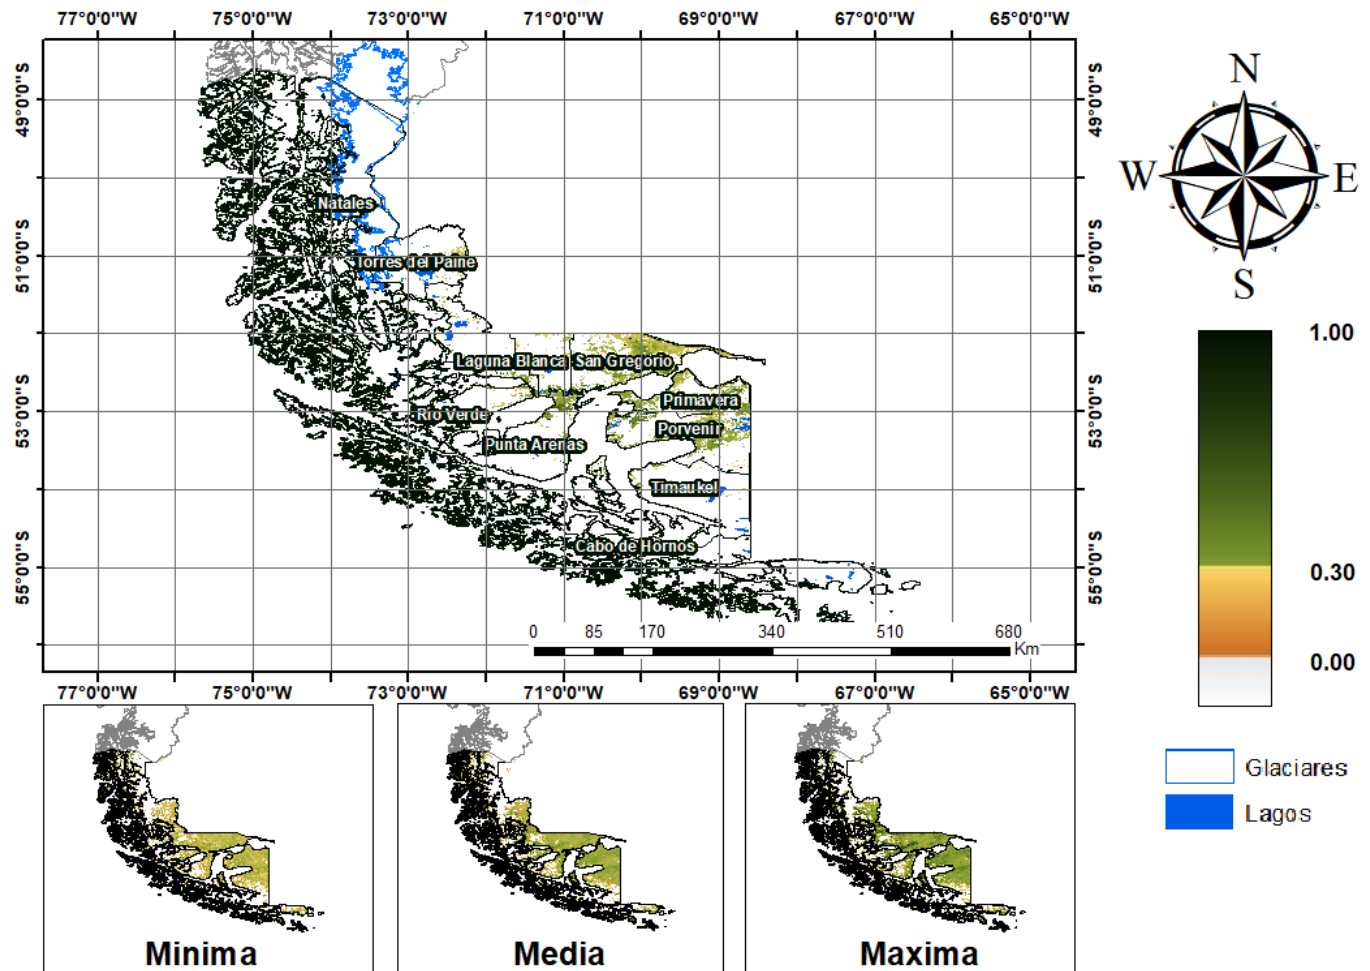 77°0'0"W 75°0'0"W 73°0'0"W 71°0'0"W 69°0'0"W 67°0'0"W 65°0'0"W
49°0'0"S
49°0'0"S
51°0'0"S
51°0'0"S
53°0'0"S
53°0'0"S
55°0'0"S
55°0'0"S
Natales
Torres del Paine
Laguna Blanca San Gregorio
Rio Verde
Primavera
Porvenir
Punta Arenas
Timaukel
Cabo de Hornos
0 85 170 340 510 680
Km
77°0'0"W 75°0'0"W 73°0'0"W 71°0'0"W 69°0'0"W 67°0'0"W 65°0'0"W
N
W E
S
1.00
0.30
0.00
Glaciares
Lagos
Minima
Media
Maxima